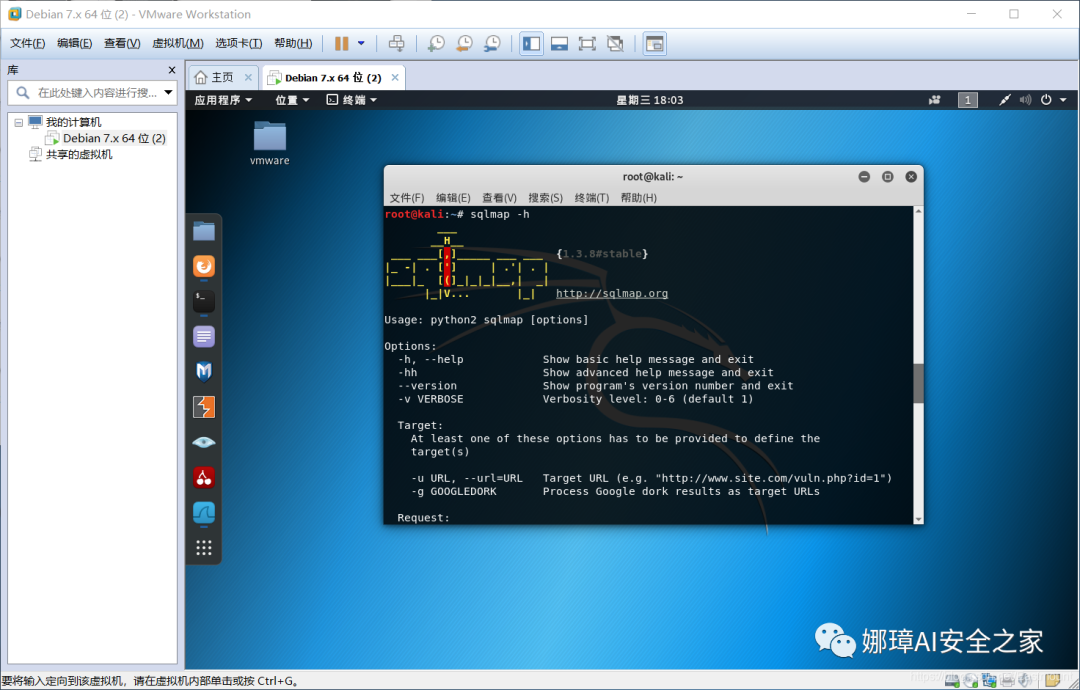 Debian 7.x 64 位 (2) - VMware Workstation
文件(F) 编辑(E) 查看(V) 虚拟机(M) 选项卡(T) 帮助(H)
库
在此处键入内容进行搜...
我的计算机
Debian 7.x 64 位 (2)
共享的虚拟机
主页 Debian 7.x 64 位 (2)
应用程序 位置 终端 星期三 18:03 1
vmware
root@kali: ~
文件(F) 编辑(E) 查看(V) 搜索(S) 终端(T) 帮助(H)
root@kali:~# sqlmap -h
{1.3.8#stable}
http://sqlmap.org
Usage: python2 sqlmap [options]
Options:
-h, --help Show basic help message and exit
-hh Show advanced help message and exit
--version Show program's version number and exit
-v VERBOSE Verbosity level: 0-6 (default 1)
Target:
At least one of these options has to be provided to define the
target(s)
-u URL, --url=URL Target URL (e.g. "http://www.site.com/vuln.php?id=1")
-g GOOGLEDORK Process Google dork results as target URLs
Request:
娜璋AI安全之家
要将输入定向到该虚拟机，请在虚拟机内部单击或按 Ctrl+G。